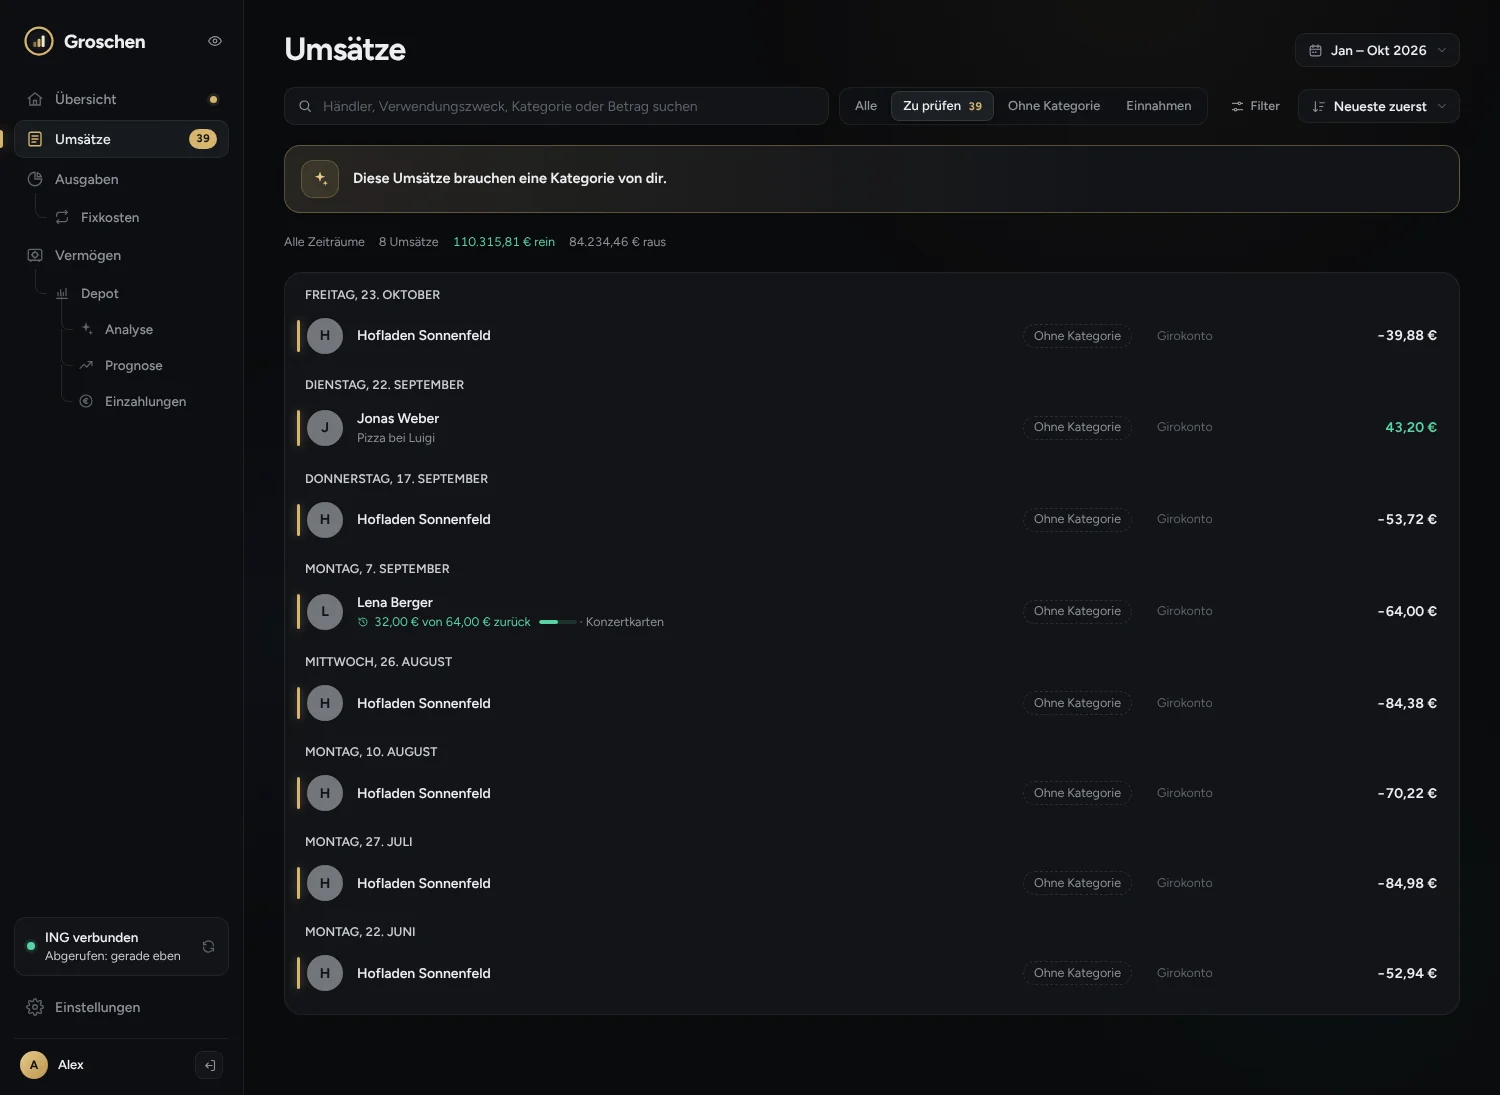 Groschen
Übersicht
Umsätze 39
Ausgaben
Fixkosten
Vermögen
Depot
Analyse
Prognose
Einzahlungen
ING verbunden
Abgerufen: gerade eben
Einstellungen
A Alex
Umsätze
Jan – Okt 2026
Händler, Verwendungszweck, Kategorie oder Betrag suchen
Alle Zu prüfen 39 Ohne Kategorie Einnahmen
Filter
Neueste zuerst
Diese Umsätze brauchen eine Kategorie von dir.
Alle Zeiträume 8 Umsätze 110.315,81 € rein 84.234,46 € raus
FREITAG, 23. OKTOBER
H Hofladen Sonnenfeld Ohne Kategorie Girokonto -39,88 €
DIENSTAG, 22. SEPTEMBER
J Jonas Weber Ohne Kategorie Girokonto 43,20 €
Pizza bei Luigi
DONNERSTAG, 17. SEPTEMBER
H Hofladen Sonnenfeld Ohne Kategorie Girokonto -53,72 €
MONTAG, 7. SEPTEMBER
L Lena Berger Ohne Kategorie Girokonto -64,00 €
32,00 € von 64,00 € zurück · Konzertkarten
MITTWOCH, 26. AUGUST
H Hofladen Sonnenfeld Ohne Kategorie Girokonto -84,38 €
MONTAG, 10. AUGUST
H Hofladen Sonnenfeld Ohne Kategorie Girokonto -70,22 €
MONTAG, 27. JULI
H Hofladen Sonnenfeld Ohne Kategorie Girokonto -84,98 €
MONTAG, 22. JUNI
H Hofladen Sonnenfeld Ohne Kategorie Girokonto -52,94 €